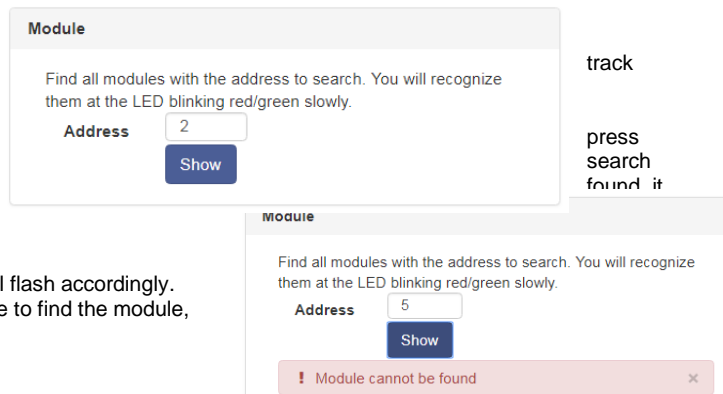 Module
Find all modules with the address to search. You will recognize
them at the LED blinking red/green slowly.
Address 2
Show
track
press
search
found, it
Module
Find all modules with the address to search. You will recognize
them at the LED blinking red/green slowly.
Address 5
Show
! Module cannot be found ×
flash accordingly.
to find the module,